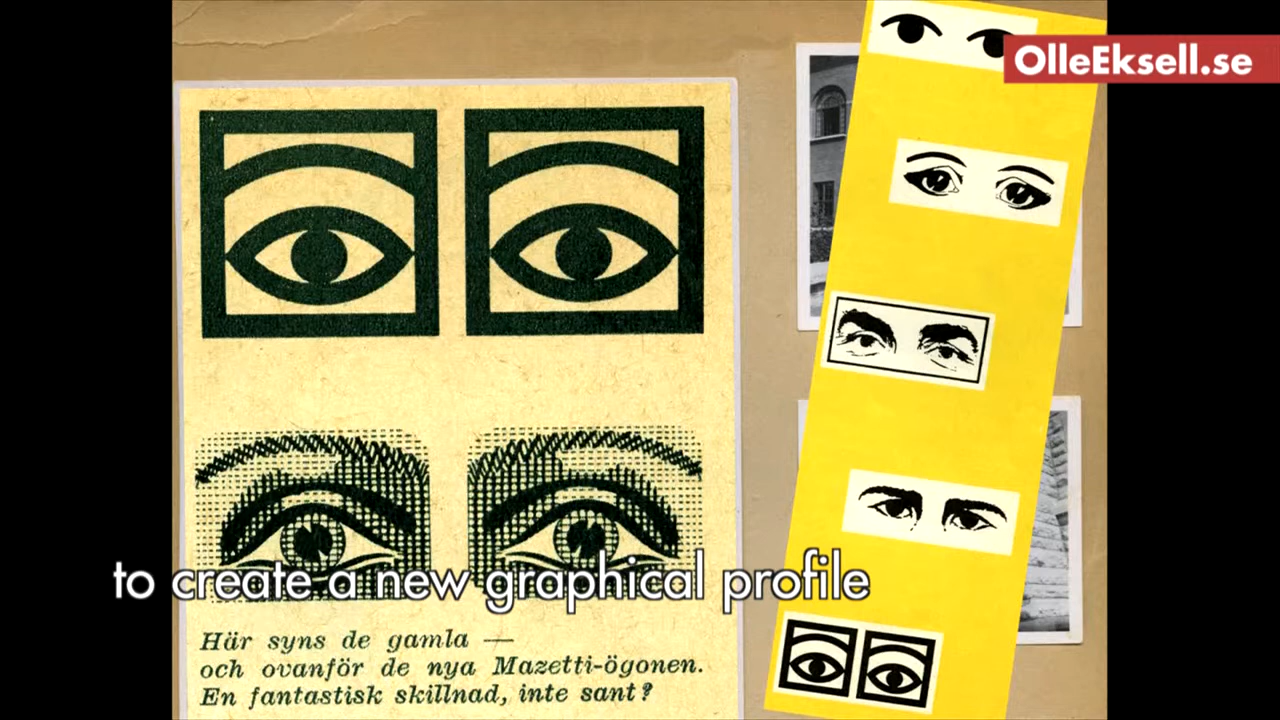 OlleEksell.se
to create a new graphical profile
Här syns de gamla —
och ovanför de nya Mazetti-ögonen.
En fantastisk skillnad, inte sant?